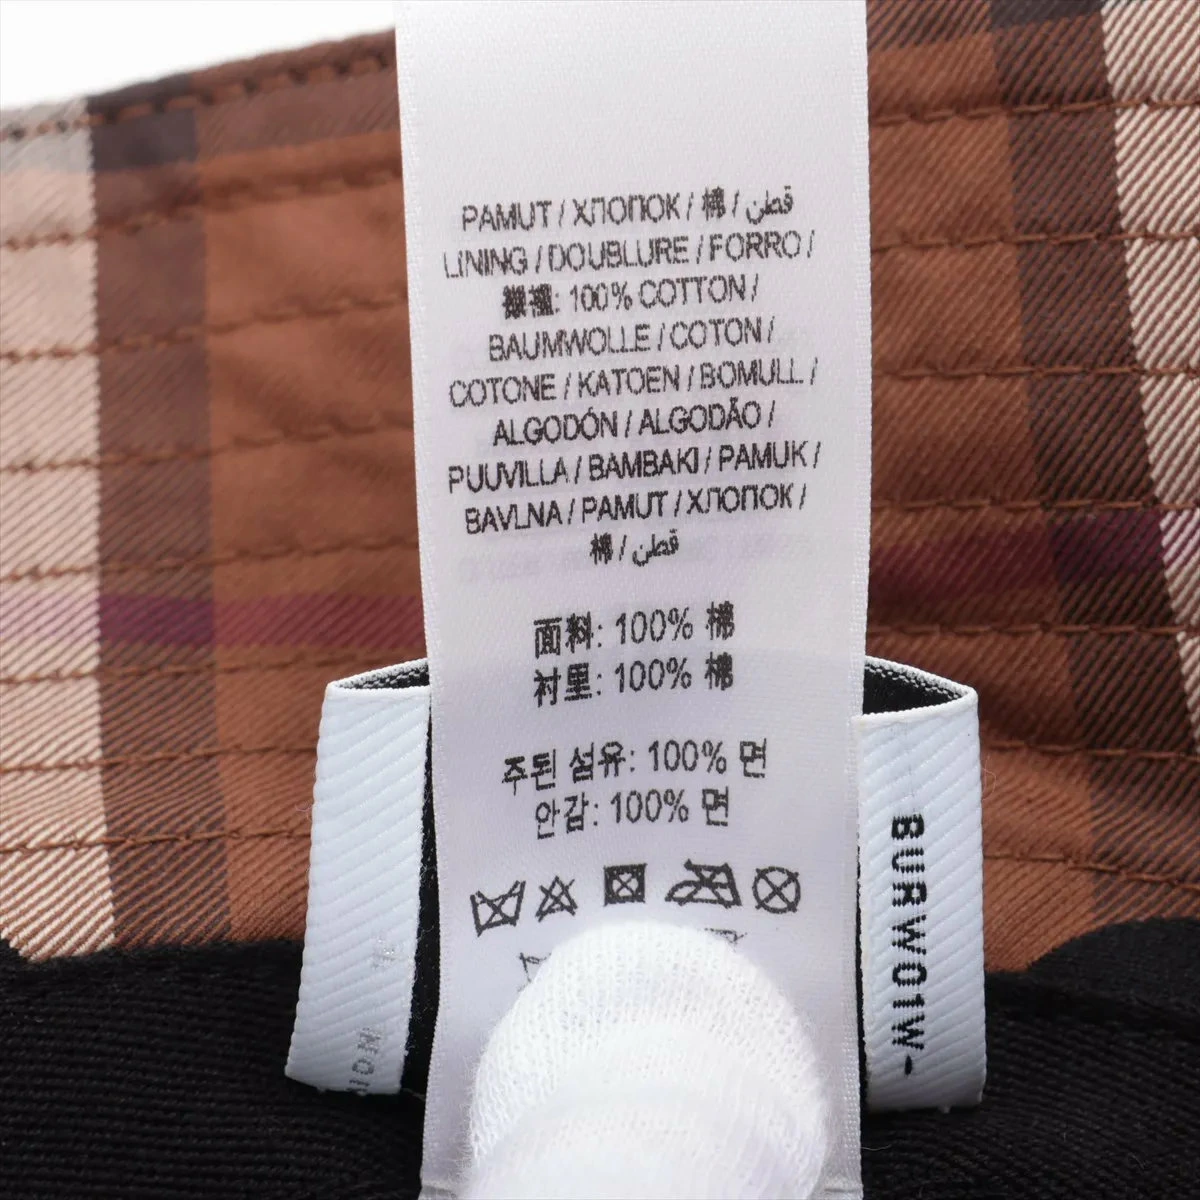 PAMUT / ХЛОПОК / 棉 / قطن
LINING / DOUBLURE / FORRO /
襯裡: 100% COTTON /
BAUMWOLLE / COTON /
COTONE / KATOEN / BOMULL /
ALGODÓN / ALGODÃO /
PUUVILLA / BAMBAKI / PAMUK /
BAVLNA / PAMUT / ХЛОПОК /
棉 / قطن
面料: 100% 棉
衬里: 100% 棉
주된 섬유: 100% 면
안감: 100% 면
BURW01W-